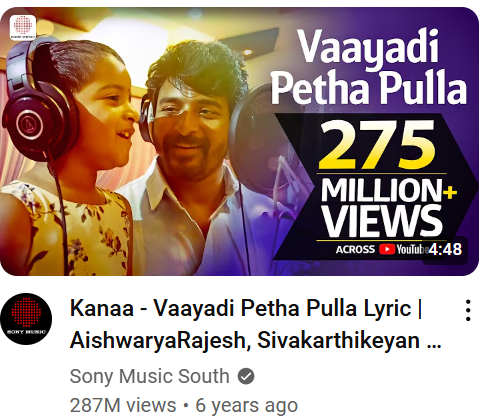 SONY MUSIC
Vaayadi
Petha Pulla
275
MILLION+
VIEWS
ACROSS YouTube
4:48
SONY MUSIC
Kanaa - Vaayadi Petha Pulla Lyric |
AishwaryaRajesh, Sivakarthikeyan ...
Sony Music South
287M views • 6 years ago